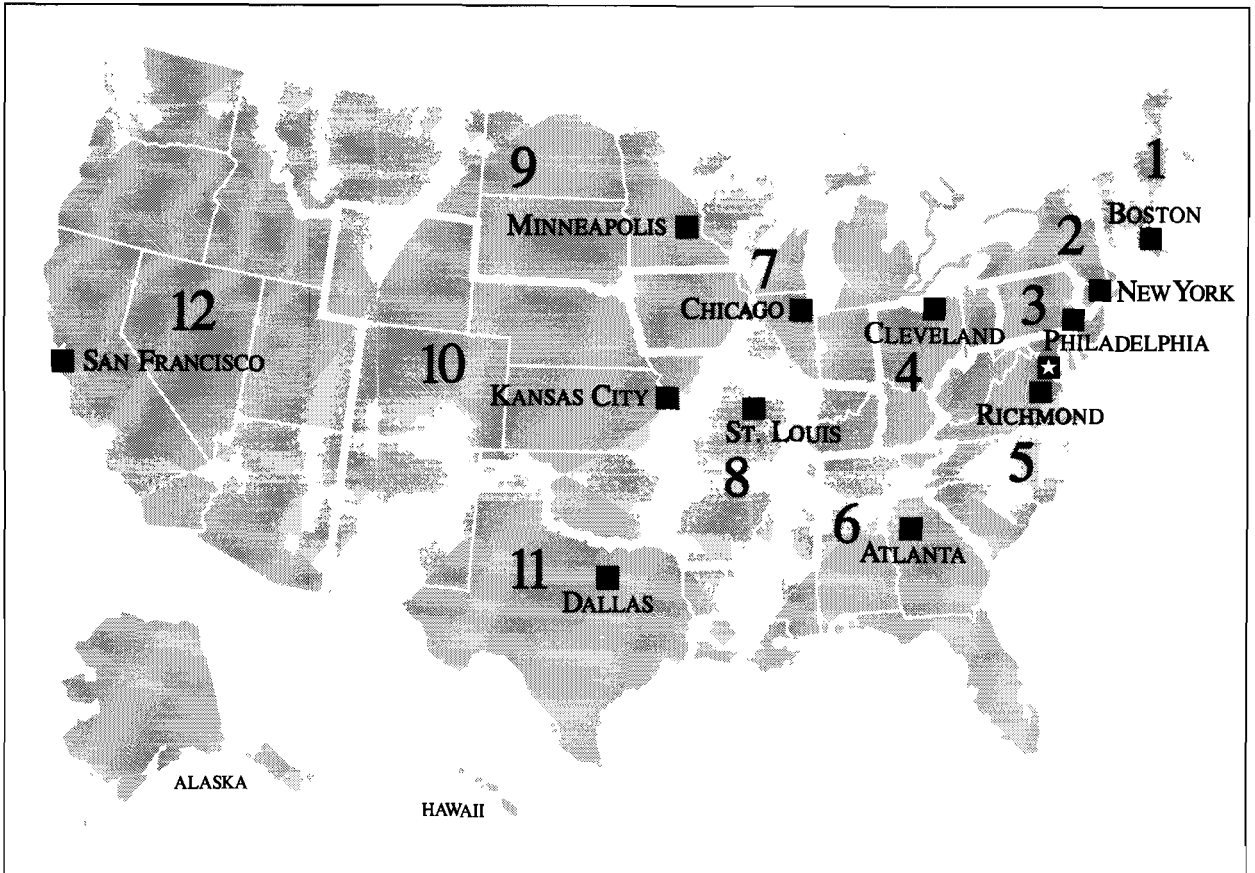 1
BOSTON
9
MINNEAPOLIS
2
7
NEW YORK
12
CHICAGO
3
CLEVELAND
PHILADELPHIA
SAN FRANCISCO
10
4
KANSAS CITY
RICHMOND
ST. LOUIS
5
8
6
ATLANTA
11
DALLAS
ALASKA
HAWAII